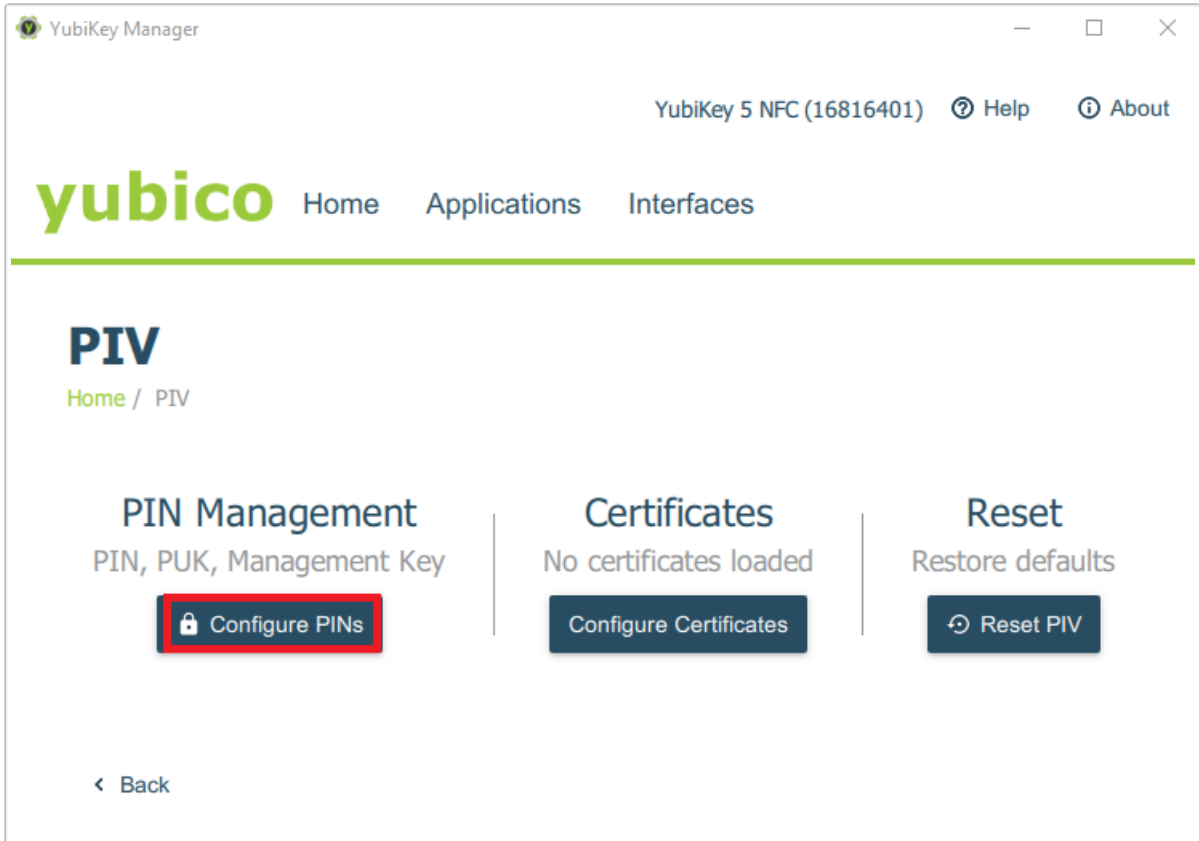 YubiKey Manager
YubiKey 5 NFC (16816401) Help About
yubico Home Applications Interfaces
PIV
Home / PIV
PIN Management Certificates Reset
PIN, PUK, Management Key No certificates loaded Restore defaults
Configure PINs Configure Certificates Reset PIV
Back